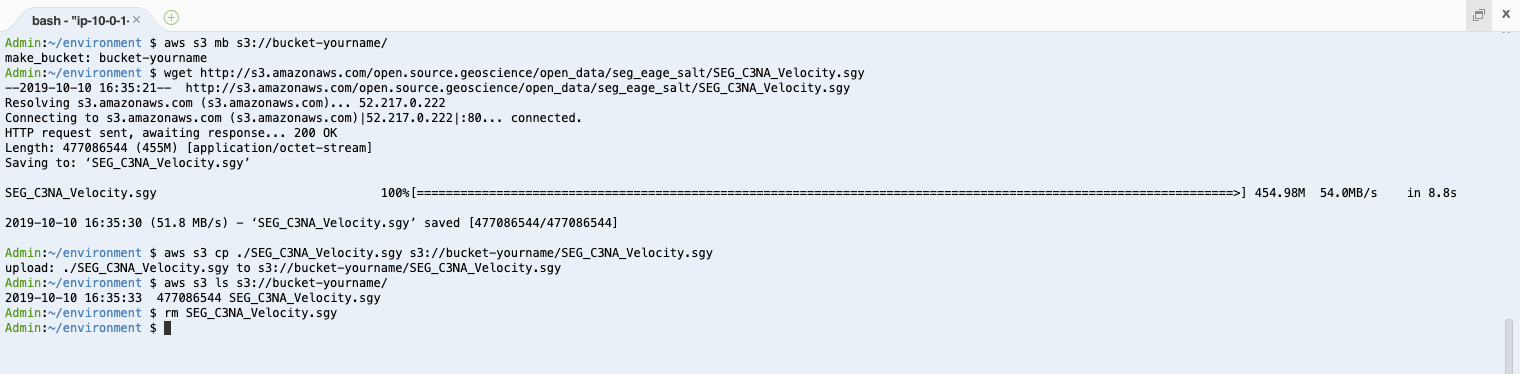 bash - "ip-10-0-1-
Admin:~/environment $ aws s3 mb s3://bucket-yourname/
make_bucket: bucket-yourname
Admin:~/environment $ wget http://s3.amazonaws.com/open.source.geoscience/open_data/seg_eage_salt/SEG_C3NA_Velocity.sgy
--2019-10-10 16:35:21--  http://s3.amazonaws.com/open.source.geoscience/open_data/seg_eage_salt/SEG_C3NA_Velocity.sgy
Resolving s3.amazonaws.com (s3.amazonaws.com)... 52.217.0.222
Connecting to s3.amazonaws.com (s3.amazonaws.com)|52.217.0.222|:80... connected.
HTTP request sent, awaiting response... 200 OK
Length: 477086544 (455M) [application/octet-stream]
Saving to: ‘SEG_C3NA_Velocity.sgy’
SEG_C3NA_Velocity.sgy 100%[=================================================================================================================>] 454.98M 54.0MB/s in 8.8s
2019-10-10 16:35:30 (51.8 MB/s) - ‘SEG_C3NA_Velocity.sgy’ saved [477086544/477086544]
Admin:~/environment $ aws s3 cp ./SEG_C3NA_Velocity.sgy s3://bucket-yourname/SEG_C3NA_Velocity.sgy
upload: ./SEG_C3NA_Velocity.sgy to s3://bucket-yourname/SEG_C3NA_Velocity.sgy
Admin:~/environment $ aws s3 ls s3://bucket-yourname/
2019-10-10 16:35:33  477086544 SEG_C3NA_Velocity.sgy
Admin:~/environment $ rm SEG_C3NA_Velocity.sgy
Admin:~/environment $